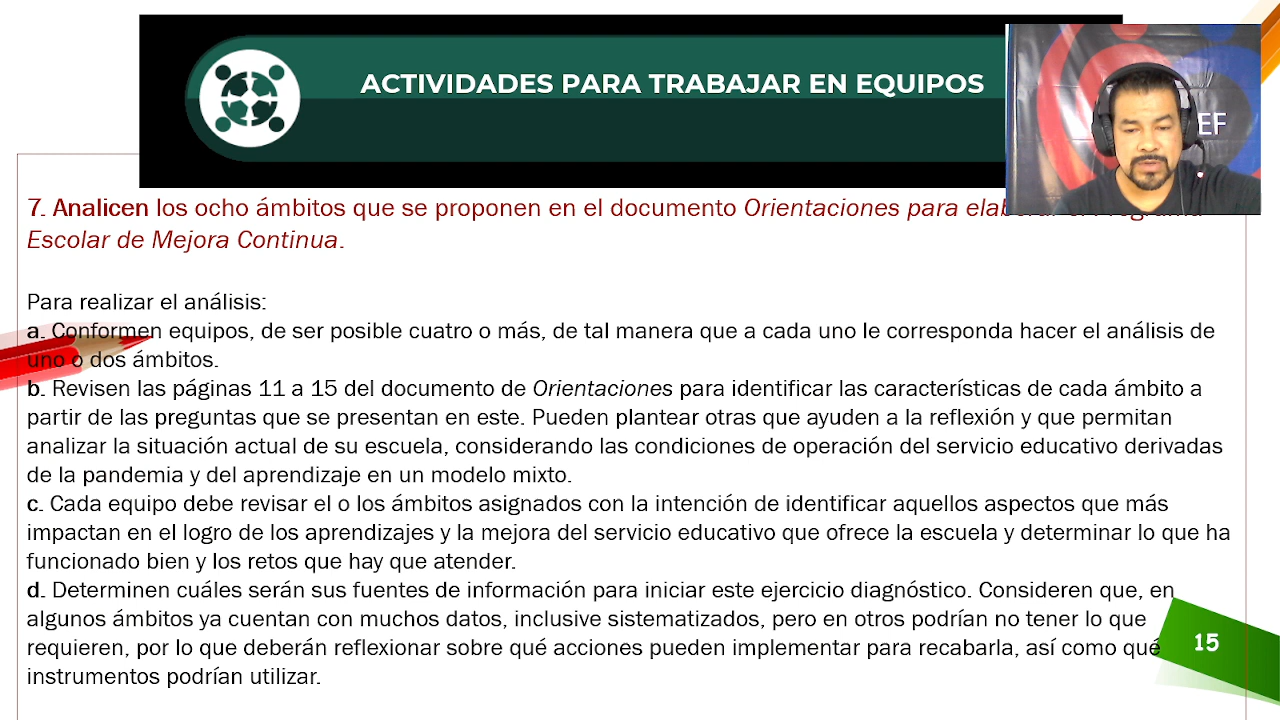 ACTIVIDADES PARA TRABAJAR EN EQUIPOS
EF
7. Analicen los ocho ámbitos que se proponen en el documento Orientaciones para
Escolar de Mejora Continua.
Para realizar el análisis:
a. Conformen equipos, de ser posible cuatro o más, de tal manera que a cada uno le corresponda hacer el análisis de
uno o dos ámbitos.
b. Revisen las páginas 11 a 15 del documento de Orientaciones para identificar las características de cada ámbito a
partir de las preguntas que se presentan en este. Pueden plantear otras que ayuden a la reflexión y que permitan
analizar la situación actual de su escuela, considerando las condiciones de operación del servicio educativo derivadas
de la pandemia y del aprendizaje en un modelo mixto.
c. Cada equipo debe revisar el o los ámbitos asignados con la intención de identificar aquellos aspectos que más
impactan en el logro de los aprendizajes y la mejora del servicio educativo que ofrece la escuela y determinar lo que ha
funcionado bien y los retos que hay que atender.
d. Determinen cuáles serán sus fuentes de información para iniciar este ejercicio diagnóstico. Consideren que, en
algunos ámbitos ya cuentan con muchos datos, inclusive sistematizados, pero en otros podrían no tener lo que
requieren, por lo que deberán reflexionar sobre qué acciones pueden implementar para recabarla, así como qué
instrumentos podrían utilizar.
15